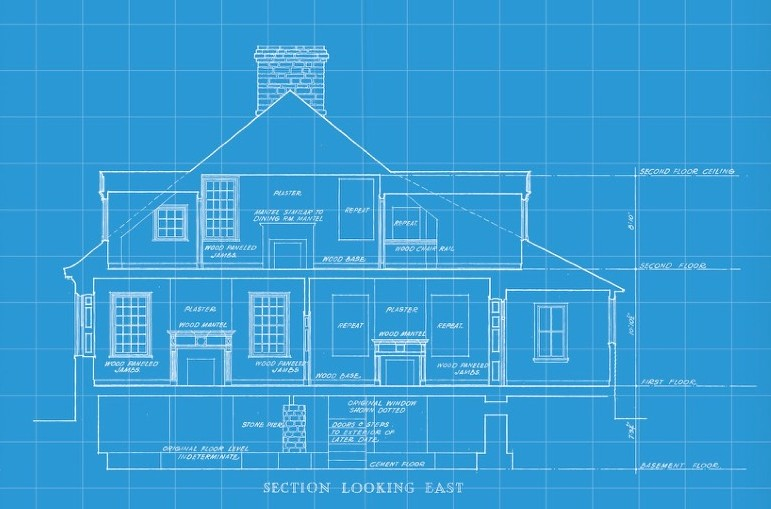 SECOND FLOOR CEILING
PLASTER
REPEAT
MANTEL SIMILAR TO
DINING RM. MANTEL
REPEAT
WOOD PANELED
JAMBS.
WOOD CHAIR RAIL
WOOD BASE.
8'10"
SECOND FLOOR
PLASTER
WOOD MANTEL
REPEAT
PLASTER
REPEAT.
WOOD MANTEL
WOOD PANELED
JAMBS.
WOOD PANELED
JAMBS.
WOOD BASE.
WOOD PANELED
JAMBS.
FIRST FLOOR
ORIGINAL WINDOW
SHOWN DOTTED
STONE PIER
DOORS & STEPS
TO EXTERIOR OF
LATER DATE.
ORIGINAL FLOOR LEVEL
INDETERMINATE.
CEMENT FLOOR
BASEMENT FLOOR
SECTION LOOKING EAST